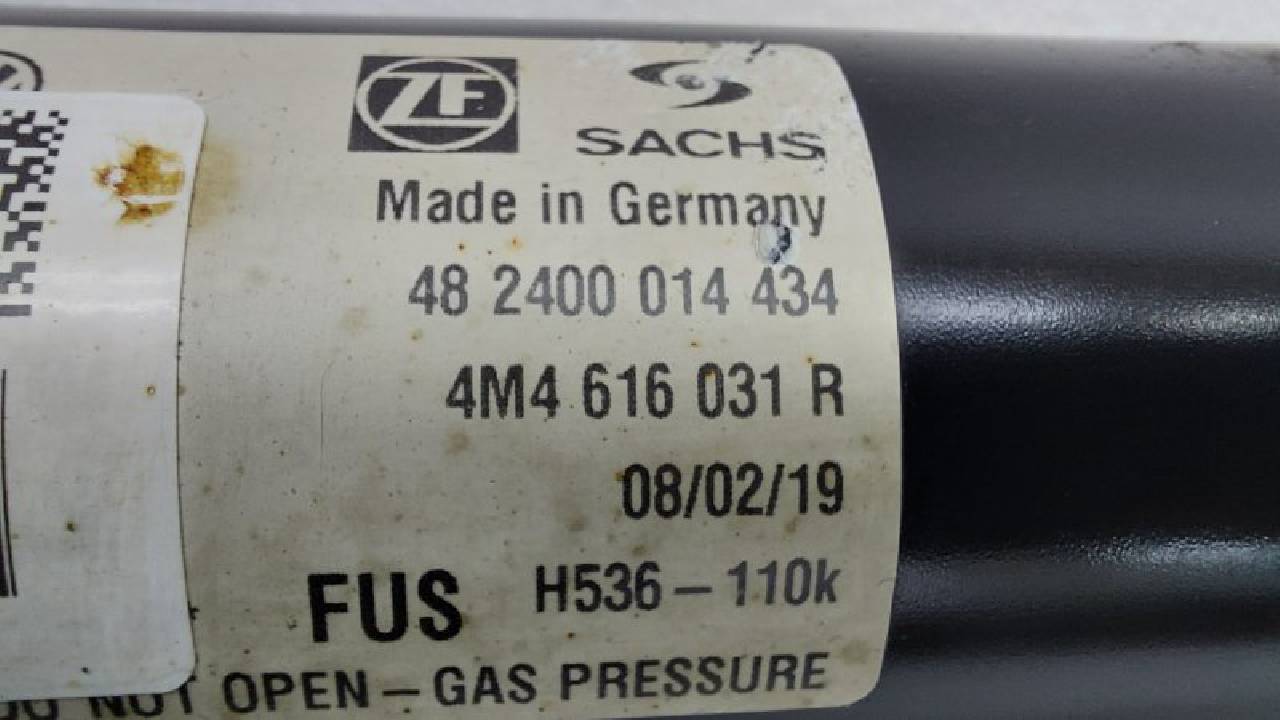 ZF
SACHS
Made in Germany
48 2400 014 434
4M4 616 031 R
08/02/19
FUS H536-110k
NOT OPEN-GAS PRESSURE